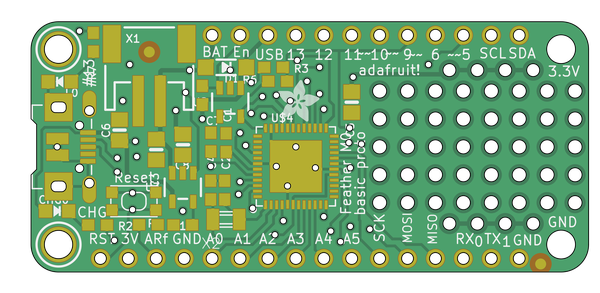 X1
BAT En USB 13 12 11~ 10~ 9~ 6 ~5 SCL SDA
R3
adafruit!
3.3V
D1
U$4
C6
Feather M0
basic proto
Reset
CHG
R2
X2
SCK
MOSI
MISO
GND
RST 3V ARf GND A0 A1 A2 A3 A4 A5
RX0 TX1 GND